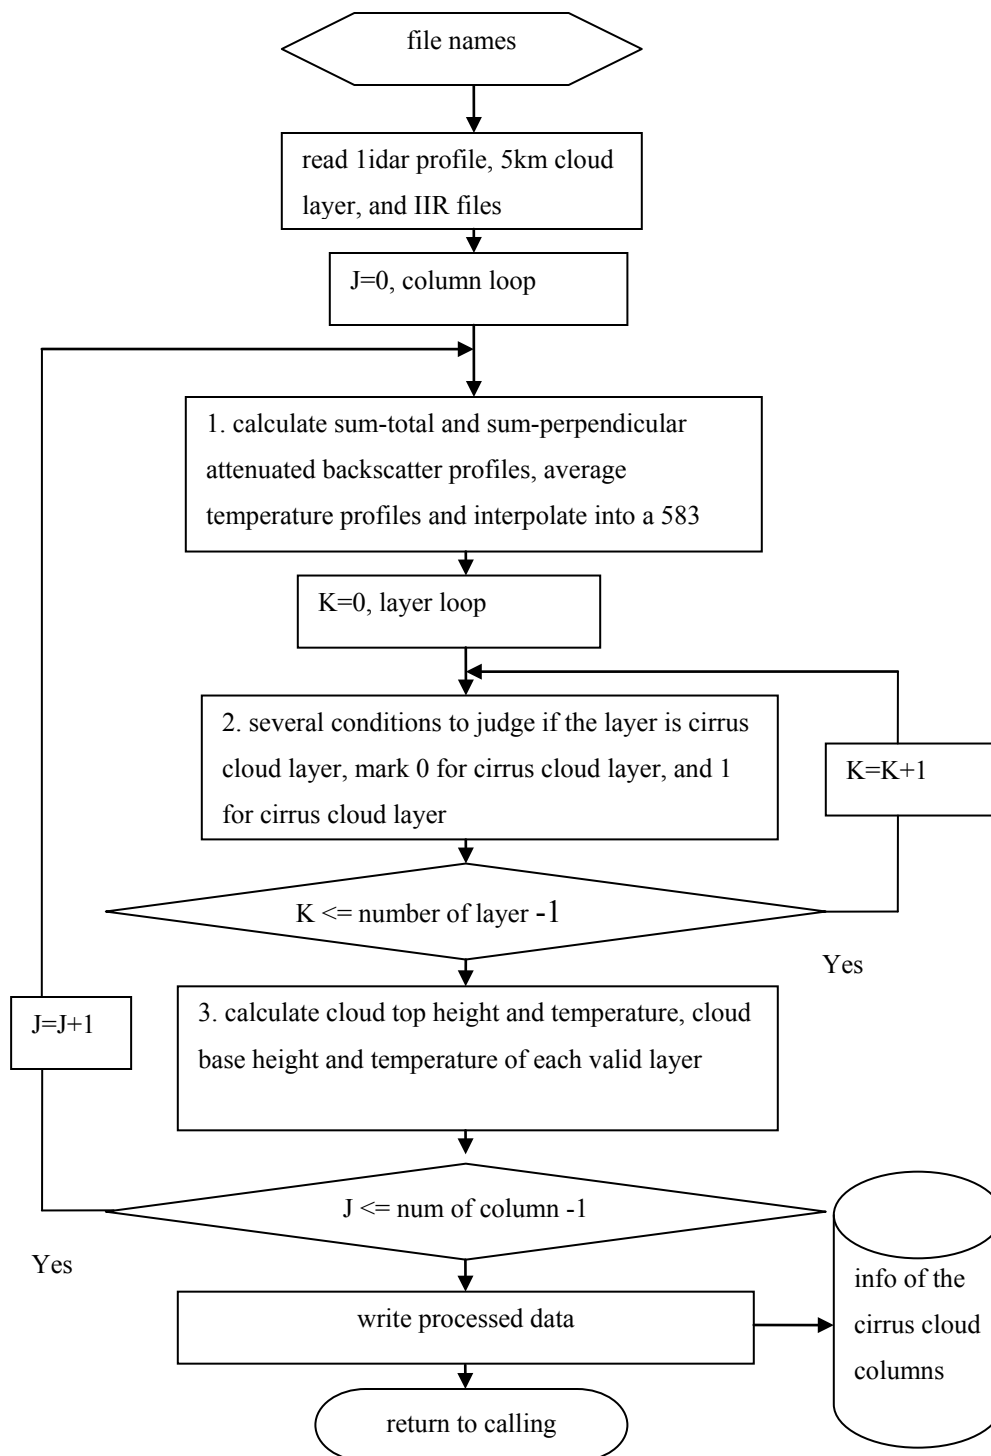 file names
read 1idar profile, 5km cloud
layer, and IIR files
J=0, column loop
1. calculate sum-total and sum-perpendicular
attenuated backscatter profiles, average
temperature profiles and interpolate into a 583
K=0, layer loop
2. several conditions to judge if the layer is cirrus
cloud layer, mark 0 for cirrus cloud layer, and 1
for cirrus cloud layer
K=K+1
K <= number of layer -1
Yes
J=J+1
3. calculate cloud top height and temperature, cloud
base height and temperature of each valid layer
J <= num of column -1
Yes
info of the
cirrus cloud
columns
write processed data
return to calling